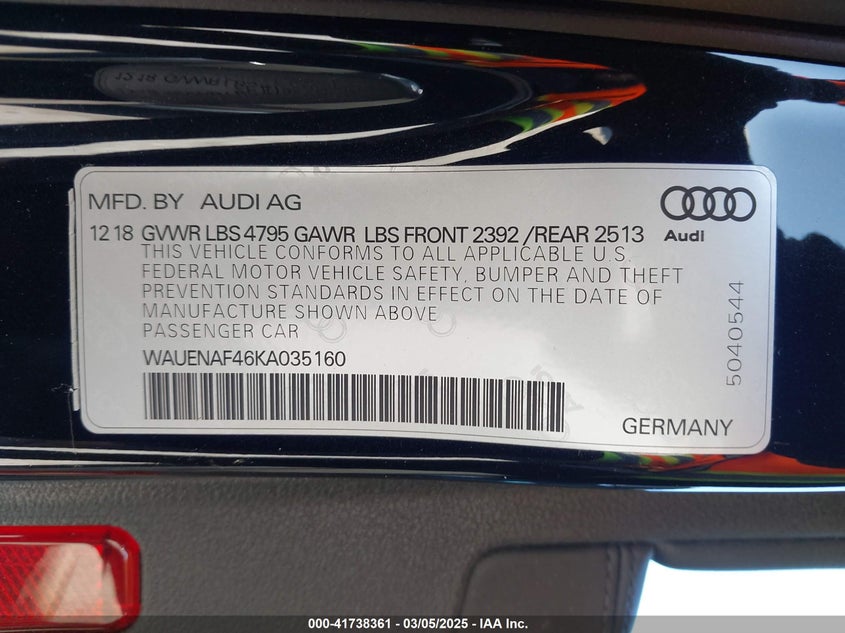 MFD. BY AUDI AG
12 18 GVWR LBS 4795 GAWR LBS FRONT 2392 /REAR 2513
Audi
THIS VEHICLE CONFORMS TO ALL APPLICABLE U.S.
FEDERAL MOTOR VEHICLE SAFETY, BUMPER AND THEFT
PREVENTION STANDARDS IN EFFECT ON THE DATE OF
MANUFACTURE SHOWN ABOVE
PASSENGER CAR
WAUENAF46KA035160
5040544
GERMANY
000-41738361 - 03/05/2025 - IAA Inc.